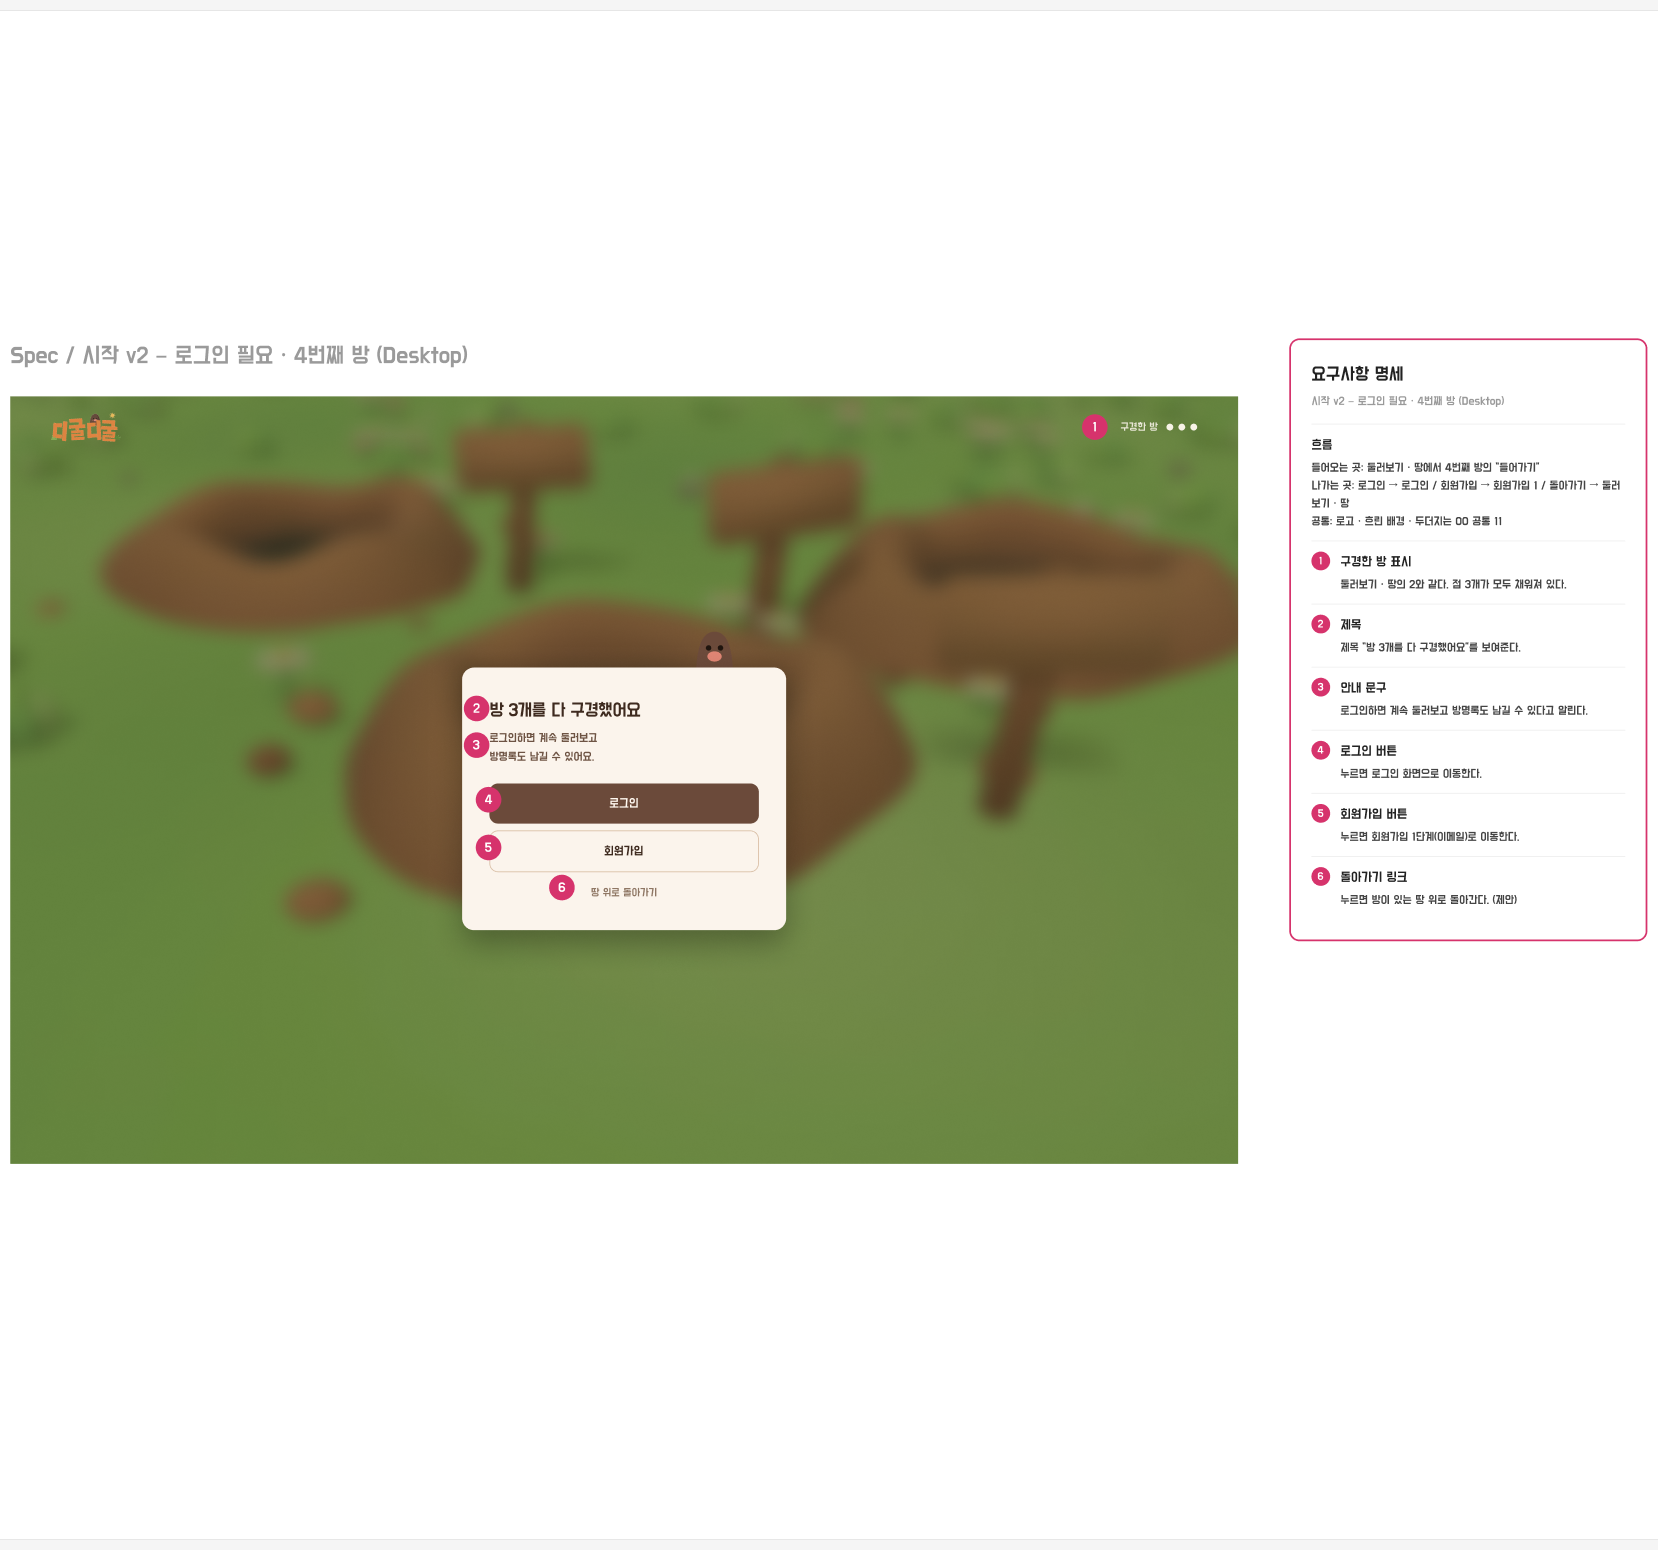 Spec / 시작 v2 – 로그인 필요 · 4번째 방 (Desktop)
디굴디굴
1 구경한 방
2 방 3개를 다 구경했어요
3 로그인하면 계속 둘러보고
방명록도 남길 수 있어요.
4 로그인
5 회원가입
6 땅 위로 돌아가기
요구사항 명세
시작 v2 – 로그인 필요 · 4번째 방 (Desktop)
흐름
들어오는 곳: 둘러보기 · 땅에서 4번째 방의 "들어가기"
나가는 곳: 로그인 → 로그인 / 회원가입 → 회원가입 1 / 돌아가기 → 둘러
보기 · 땅
공통: 로고 · 흐린 배경 · 두더지는 00 공통 11
1 구경한 방 표시
둘러보기 · 땅의 2와 같다. 점 3개가 모두 채워져 있다.
2 제목
제목 "방 3개를 다 구경했어요"를 보여준다.
3 안내 문구
로그인하면 계속 둘러보고 방명록도 남길 수 있다고 알린다.
4 로그인 버튼
누르면 로그인 화면으로 이동한다.
5 회원가입 버튼
누르면 회원가입 1단계(이메일)로 이동한다.
6 돌아가기 링크
누르면 방이 있는 땅 위로 돌아간다. (제안)